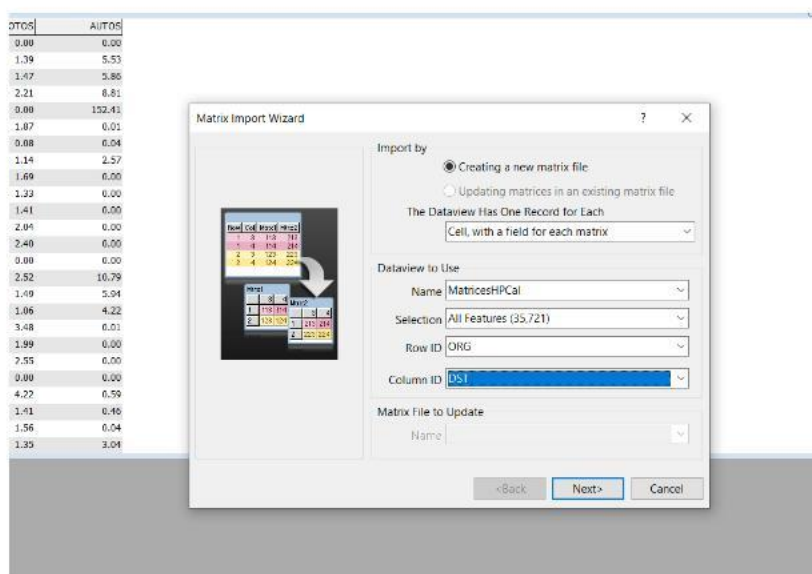 OTOS AUTOS
0.00 0.00
1.39 5.53
1.47 5.86
2.21 8.81
0.00 152.41
1.87 0.01
0.08 0.04
1.14 2.57
1.69 0.00
1.33 0.00
1.41 0.00
2.04 0.00
2.40 0.00
0.00 0.00
2.52 10.79
1.49 5.94
1.06 4.22
3.48 0.01
1.99 0.00
2.55 0.00
0.00 0.00
4.22 0.59
1.41 0.46
1.56 0.04
1.35 3.04
Matrix Import Wizard ?
Import by
Creating a new matrix file
Updating matrices in an existing matrix file
The Dataview Has One Record for Each
Cell, with a field for each matrix
Dataview to Use
Name MatricesHPCal
Selection All Features (35,721)
Row ID ORG
Column ID DST
Matrix File to Update
Name
<Back Next> Cancel